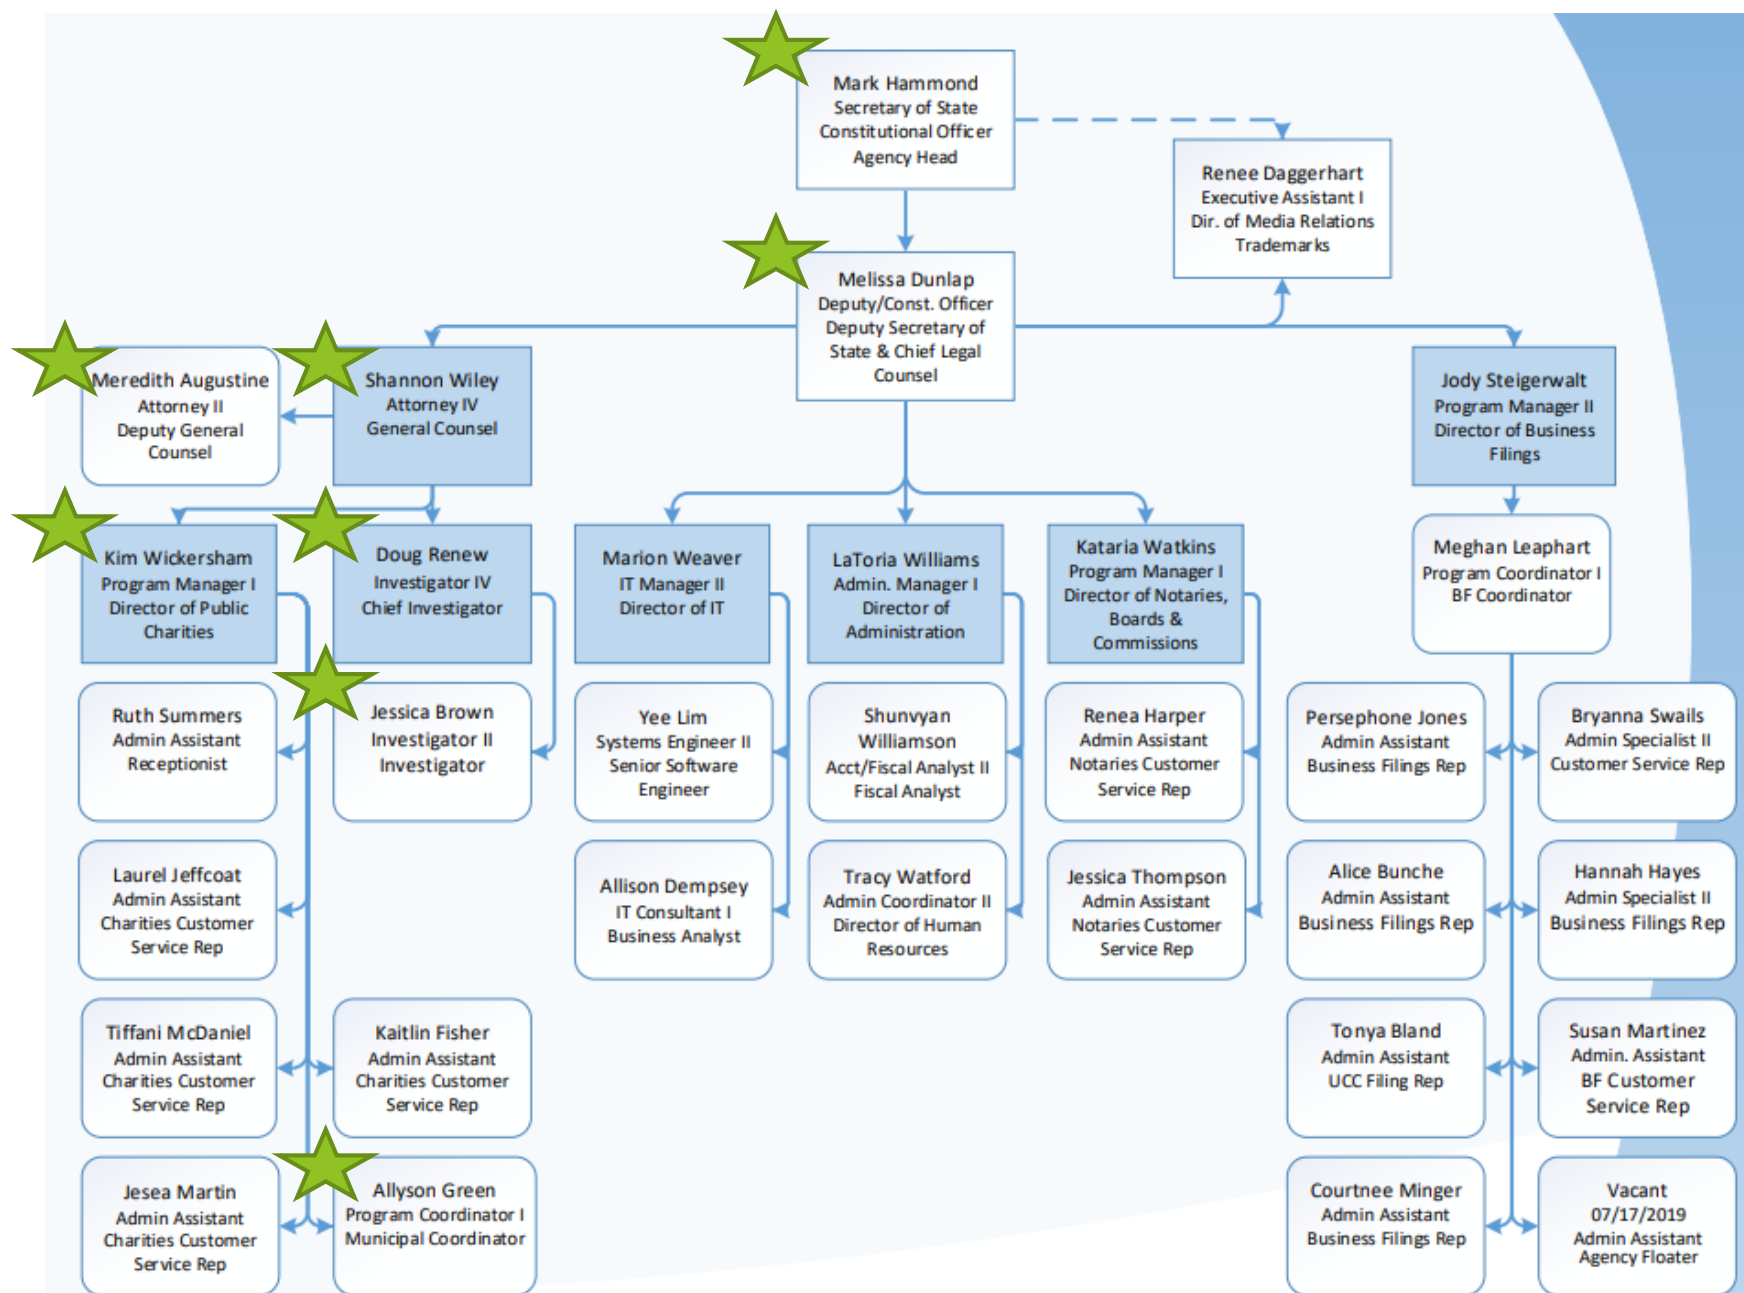 Mark Hammond
Secretary of State
Constitutional Officer
Agency Head
Renee Daggerhart
Executive Assistant I
Dir. of Media Relations
Trademarks
Melissa Dunlap
Deputy/Const. Officer
Deputy Secretary of
State & Chief Legal
Counsel
Meredith Augustine
Attorney II
Deputy General
Counsel
Shannon Wiley
Attorney IV
General Counsel
Jody Steigerwalt
Program Manager II
Director of Business
Filings
Kim Wickersham
Program Manager I
Director of Public
Charities
Doug Renew
Investigator IV
Chief Investigator
Marion Weaver
IT Manager II
Director of IT
LaToria Williams
Admin. Manager I
Director of
Administration
Kataria Watkins
Program Manager I
Director of Notaries,
Boards &
Commissions
Meghan Leaphart
Program Coordinator I
BF Coordinator
Ruth Summers
Admin Assistant
Receptionist
Jessica Brown
Investigator II
Investigator
Yee Lim
Systems Engineer II
Senior Software
Engineer
Shunvyan
Williamson
Acct/Fiscal Analyst II
Fiscal Analyst
Renea Harper
Admin Assistant
Notaries Customer
Service Rep
Persephone Jones
Admin Assistant
Business Filings Rep
Bryanna Swails
Admin Specialist II
Customer Service Rep
Laurel Jeffcoat
Admin Assistant
Charities Customer
Service Rep
Allison Dempsey
IT Consultant I
Business Analyst
Tracy Watford
Admin Coordinator II
Director of Human
Resources
Jessica Thompson
Admin Assistant
Notaries Customer
Service Rep
Alice Bunche
Admin Assistant
Business Filings Rep
Hannah Hayes
Admin Specialist II
Business Filings Rep
Tiffani McDaniel
Admin Assistant
Charities Customer
Service Rep
Kaitlin Fisher
Admin Assistant
Charities Customer
Service Rep
Tonya Bland
Admin Assistant
UCC Filing Rep
Susan Martinez
Admin. Assistant
BF Customer
Service Rep
Jesea Martin
Admin Assistant
Charities Customer
Service Rep
Allyson Green
Program Coordinator I
Municipal Coordinator
Courtnee Minger
Admin Assistant
Business Filings Rep
Vacant
07/17/2019
Admin Assistant
Agency Floater